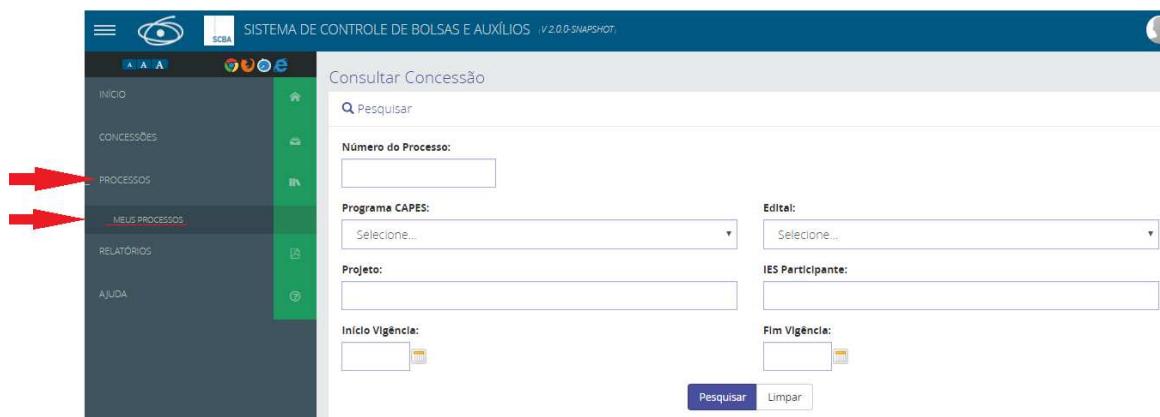 SCBA SISTEMA DE CONTROLE DE BOLSAS E AUXÍLIOS (V 2.0.0-SNAPSHOT)
A A A
INÍCIO
CONCESSÕES
PROCESSOS
MEUS PROCESSOS
RELATÓRIOS
AJUDA
Consultar Concessão
Pesquisar
Número do Processo:
Programa CAPES: Edital:
Selecione... Selecione...
Projeto: IES Participante:
Início Vigência: Fim Vigência:
Pesquisar Limpar